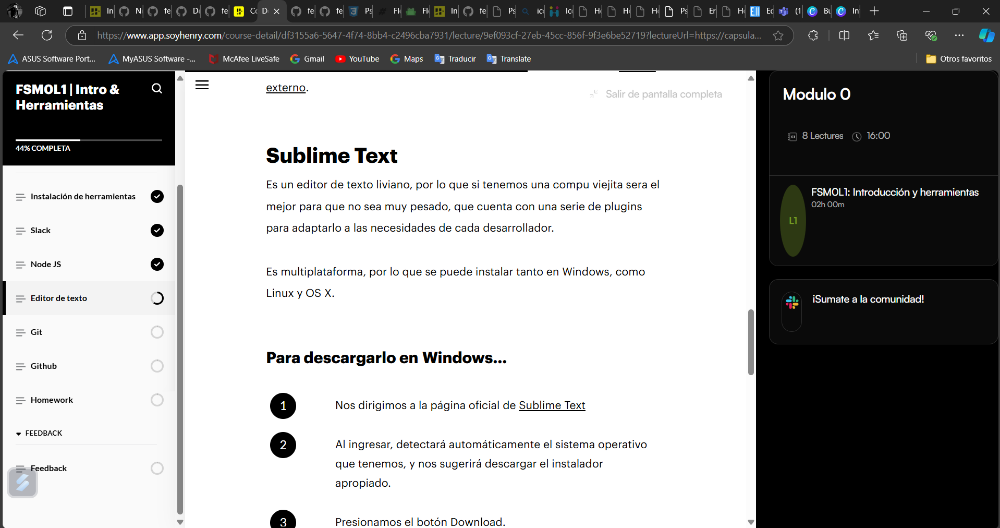 https://www.app.soyhenry.com/course-detail/df3155a6-5647-4f74-8bb4-c2496cba7931/lecture/9ef093cf-27eb-45cc-856f-9f3e6be52719?lectureUrl=https://capsula...
ASUS Software Port...
MyASUS Software -...
McAfee LiveSafe
Gmail
YouTube
Maps
Traducir
Translate
Otros favoritos
FSMOL1 | Intro &
Herramientas
44% COMPLETA
Instalación de herramientas
Slack
Node JS
Editor de texto
Git
Github
Homework
FEEDBACK
Feedback
externo.
Salir de pantalla completa
Sublime Text
Es un editor de texto liviano, por lo que si tenemos una compu viejita sera el
mejor para que no sea muy pesado, que cuenta con una serie de plugins
para adaptarlo a las necesidades de cada desarrollador.
Es multiplataforma, por lo que se puede instalar tanto en Windows, como
Linux y OS X.
Para descargarlo en Windows...
1 Nos dirigimos a la página oficial de Sublime Text
2 Al ingresar, detectará automáticamente el sistema operativo
que tenemos, y nos sugerirá descargar el instalador
apropiado.
3 Presionamos el botón Download.
Modulo 0
8 Lectures 16:00
L1
FSMOL1: Introducción y herramientas
02h 00m
¡Sumate a la comunidad!